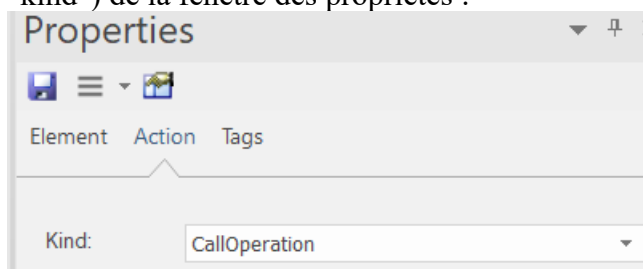 kind") de la fenêtre des propriétés :
Properties
Element Action Tags
Kind: CallOperation